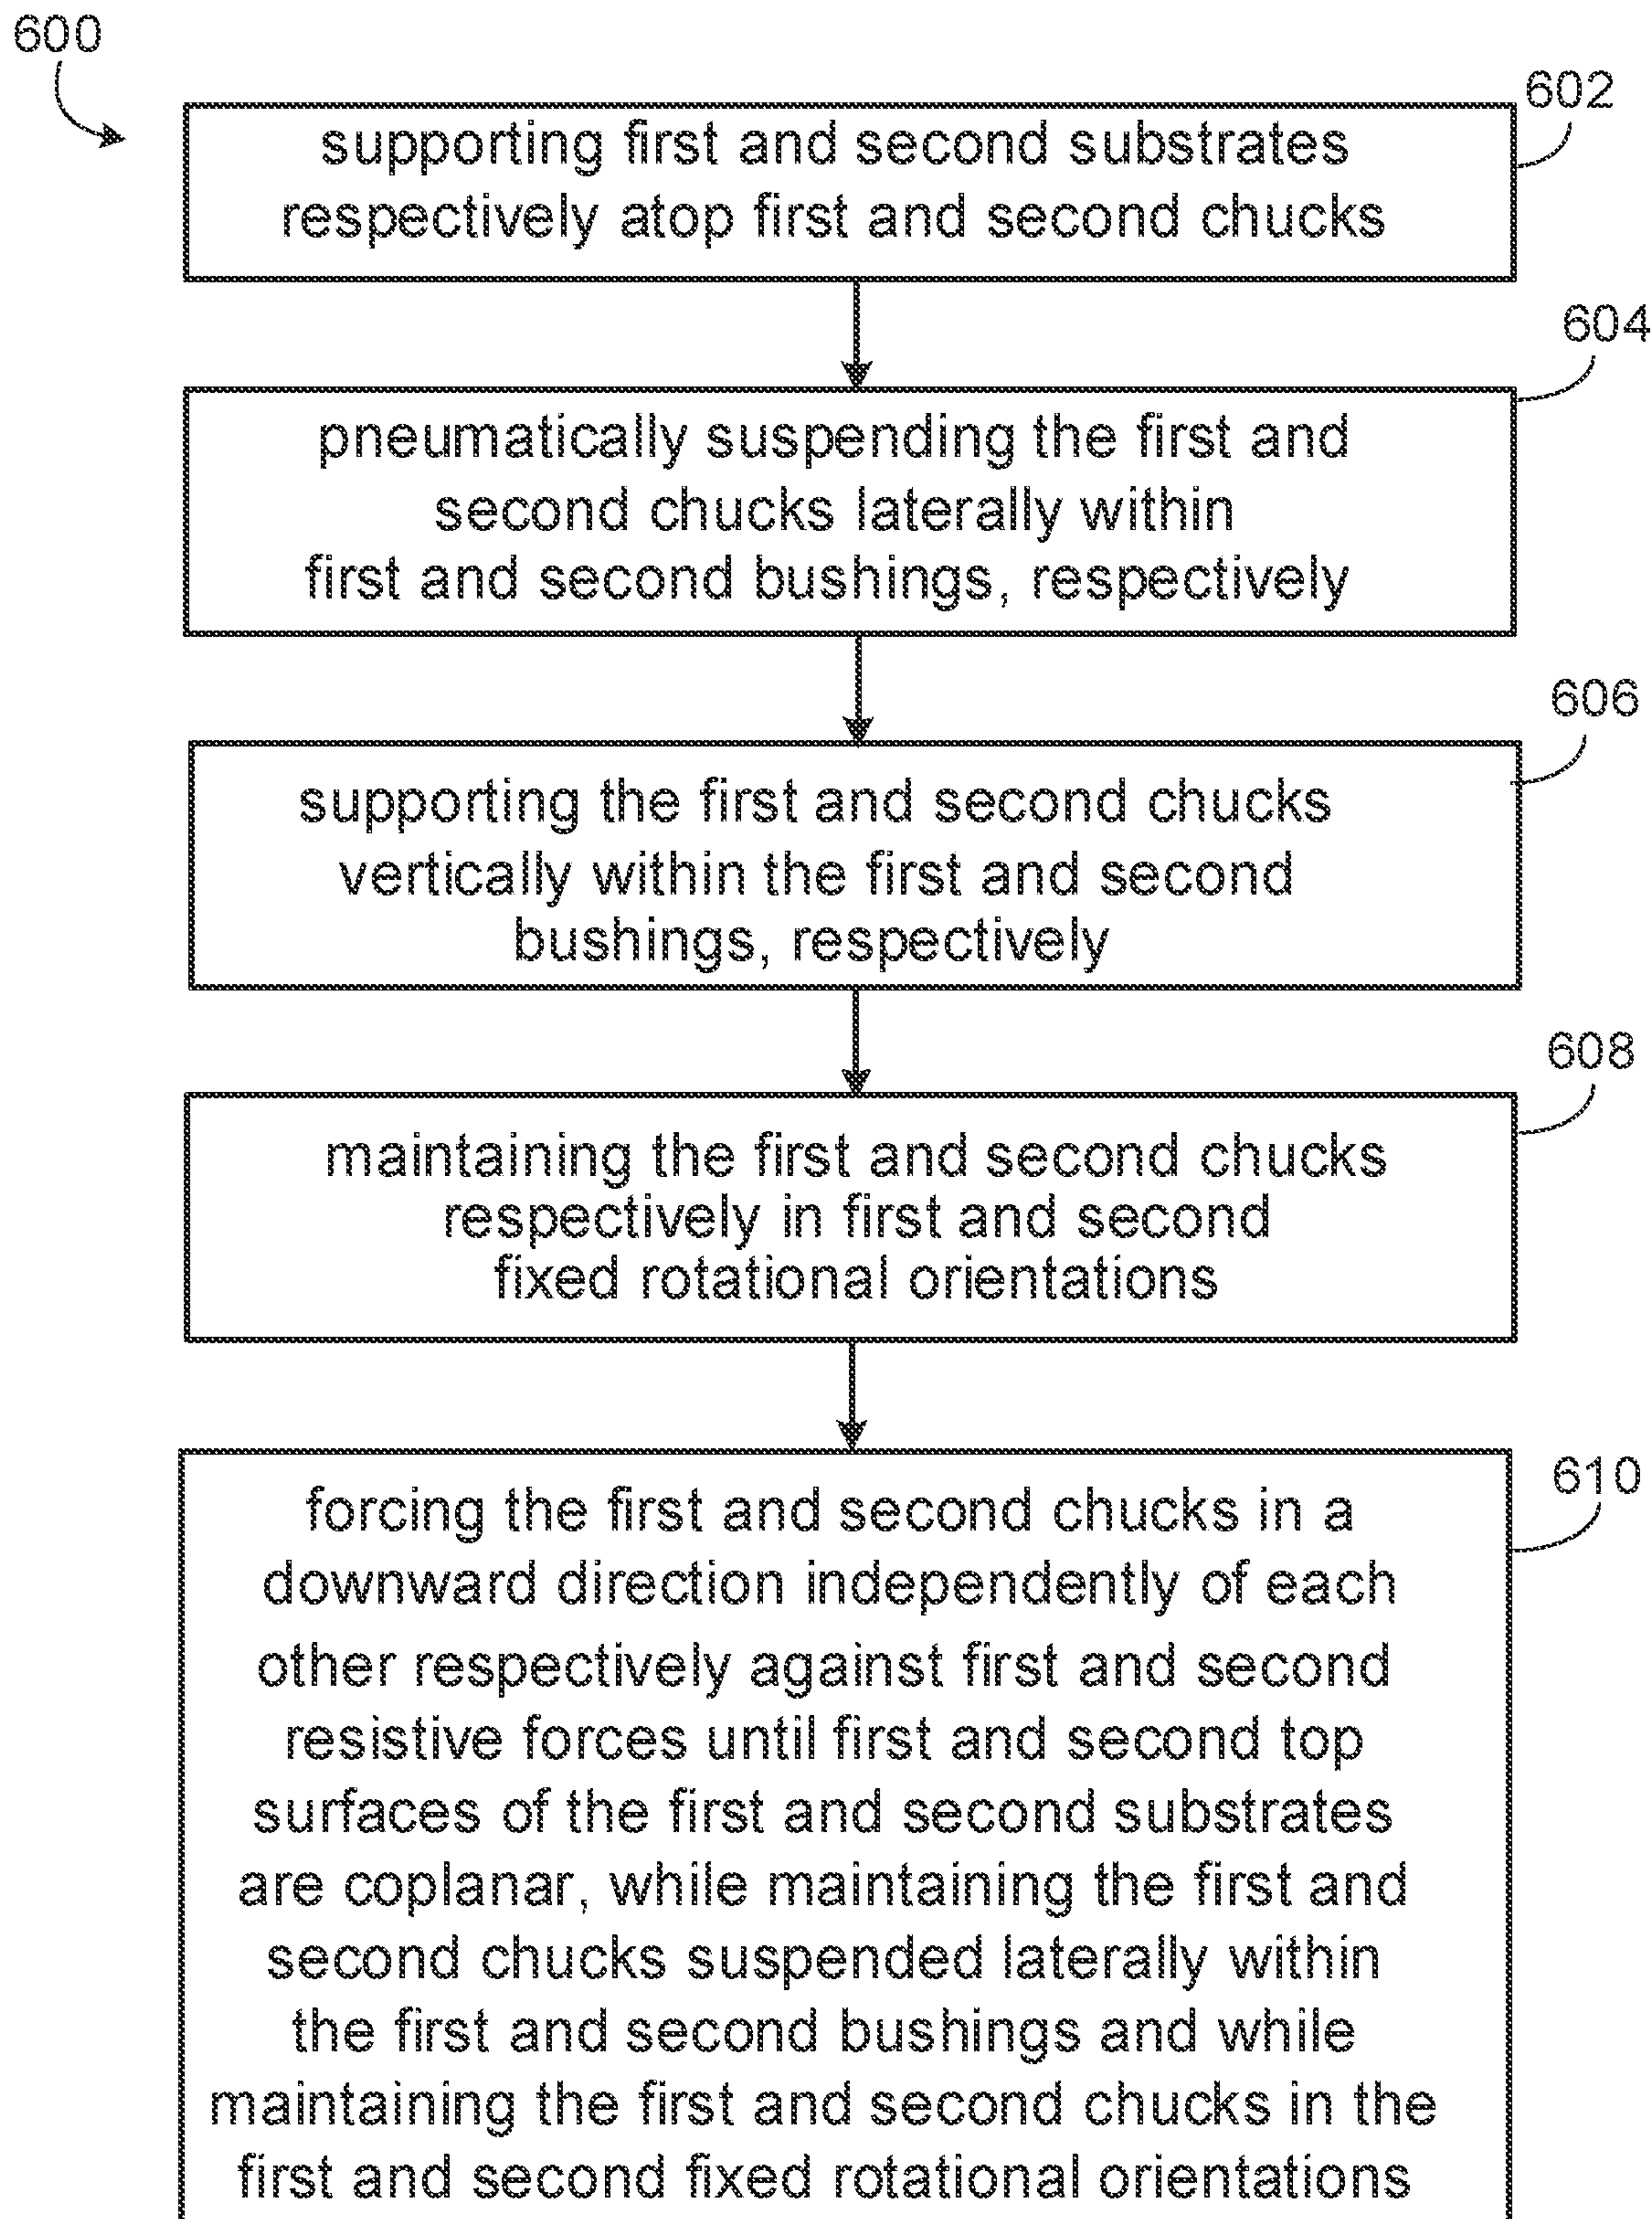 600
602
supporting first and second substrates
respectively atop first and second chucks
604
pneumatically suspending the first and
second chucks laterally within
first and second bushings, respectively
606
supporting the first and second chucks
vertically within the first and second
bushings, respectively
608
maintaining the first and second chucks
respectively in first and second
fixed rotational orientations
610
forcing the first and second chucks in a
downward direction independently of each
other respectively against first and second
resistive forces until first and second top
surfaces of the first and second substrates
are coplanar, while maintaining the first and
second chucks suspended laterally within
the first and second bushings and while
maintaining the first and second chucks in the
first and second fixed rotational orientations